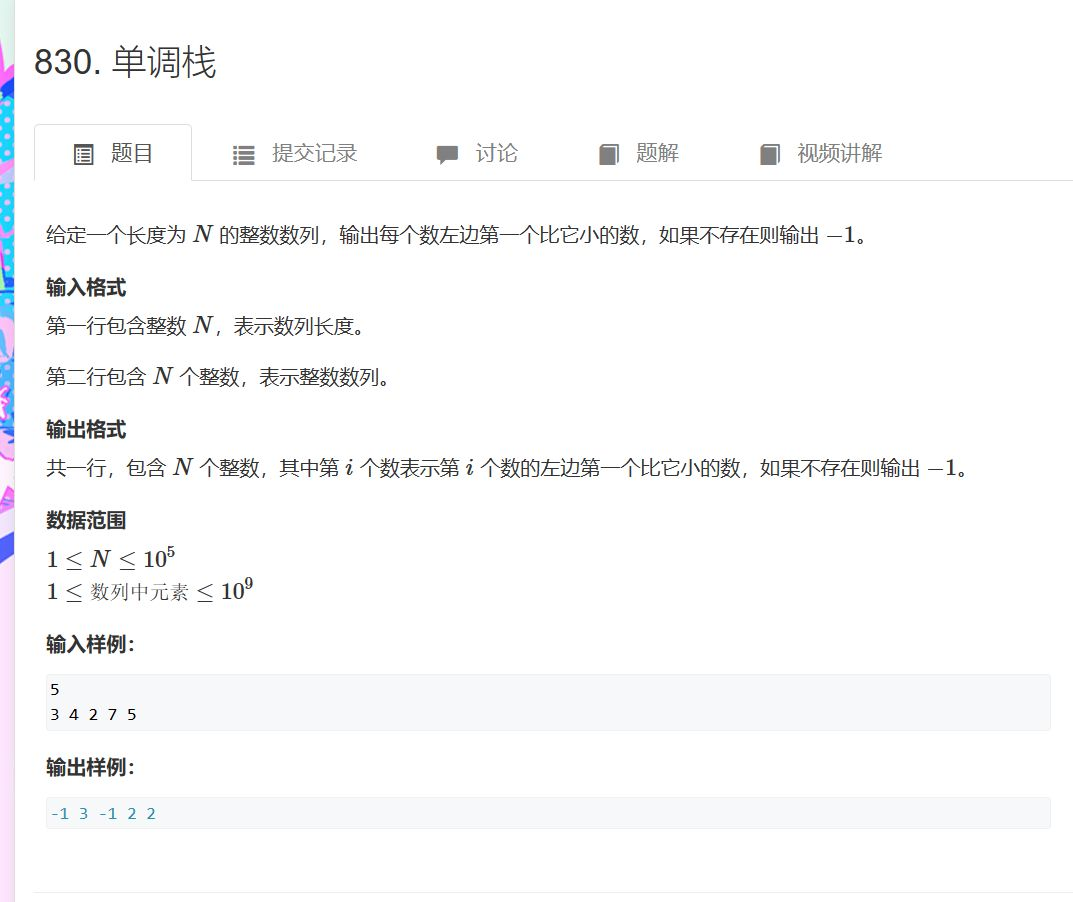 830. 单调栈
题目 提交记录 讨论 题解 视频讲解
给定一个长度为 N 的整数数列，输出每个数左边第一个比它小的数，如果不存在则输出 −1。
输入格式
第一行包含整数 N，表示数列长度。
第二行包含 N 个整数，表示整数数列。
输出格式
共一行，包含 N 个整数，其中第 i 个数表示第 i 个数的左边第一个比它小的数，如果不存在则输出 −1。
数据范围
1 ≤ N ≤ 10⁵
1 ≤ 数列中元素 ≤ 10⁹
输入样例：
5
3 4 2 7 5
输出样例：
-1 3 -1 2 2